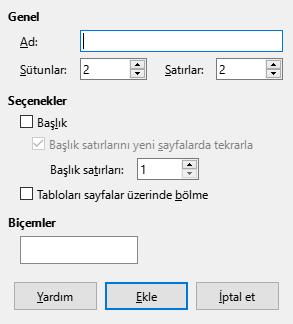 Genel
Ad:
Sütunlar: 2 Satırlar: 2
Seçenekler
Başlık
Başlık satırlarını yeni sayfalarda tekrarla
Başlık satırları: 1
Tabloları sayfalar üzerinde bölme
Biçemler
Yardım Ekle İptal et